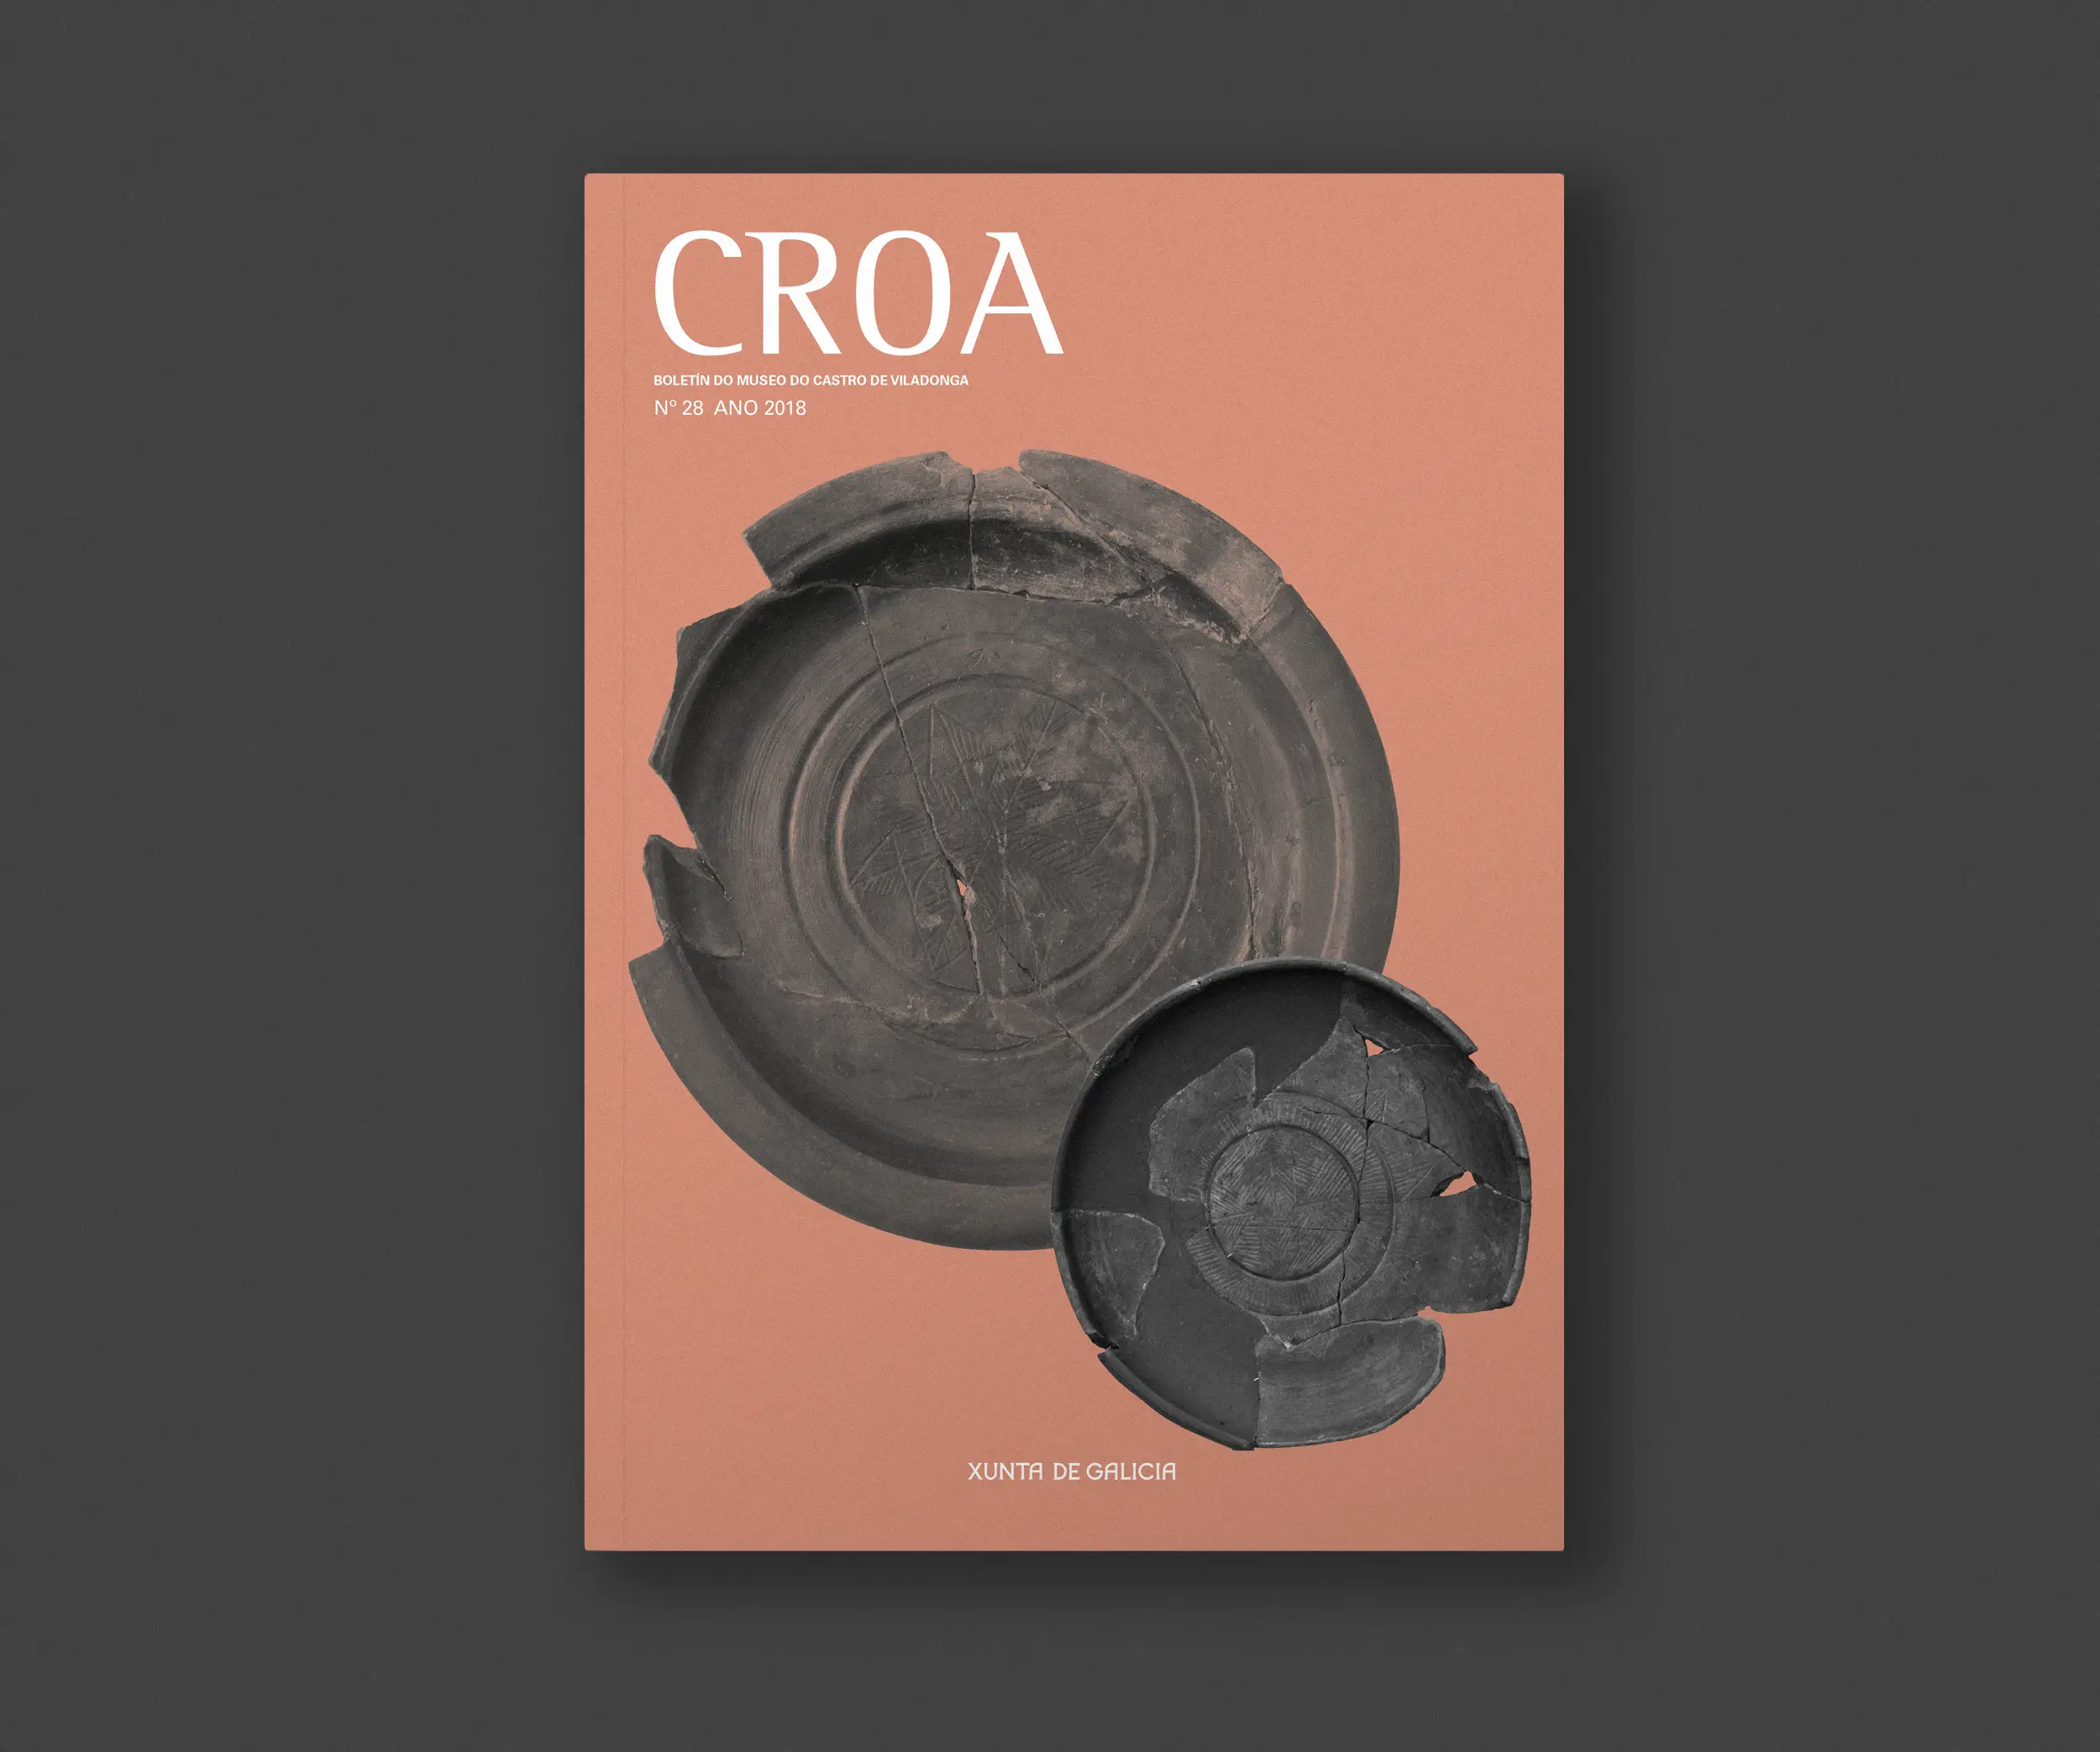 CROA
BOLETÍN DO MUSEO DO CASTRO DE VILADONGA
Nº 28 ANO 2018
XUNTA DE GALICIA